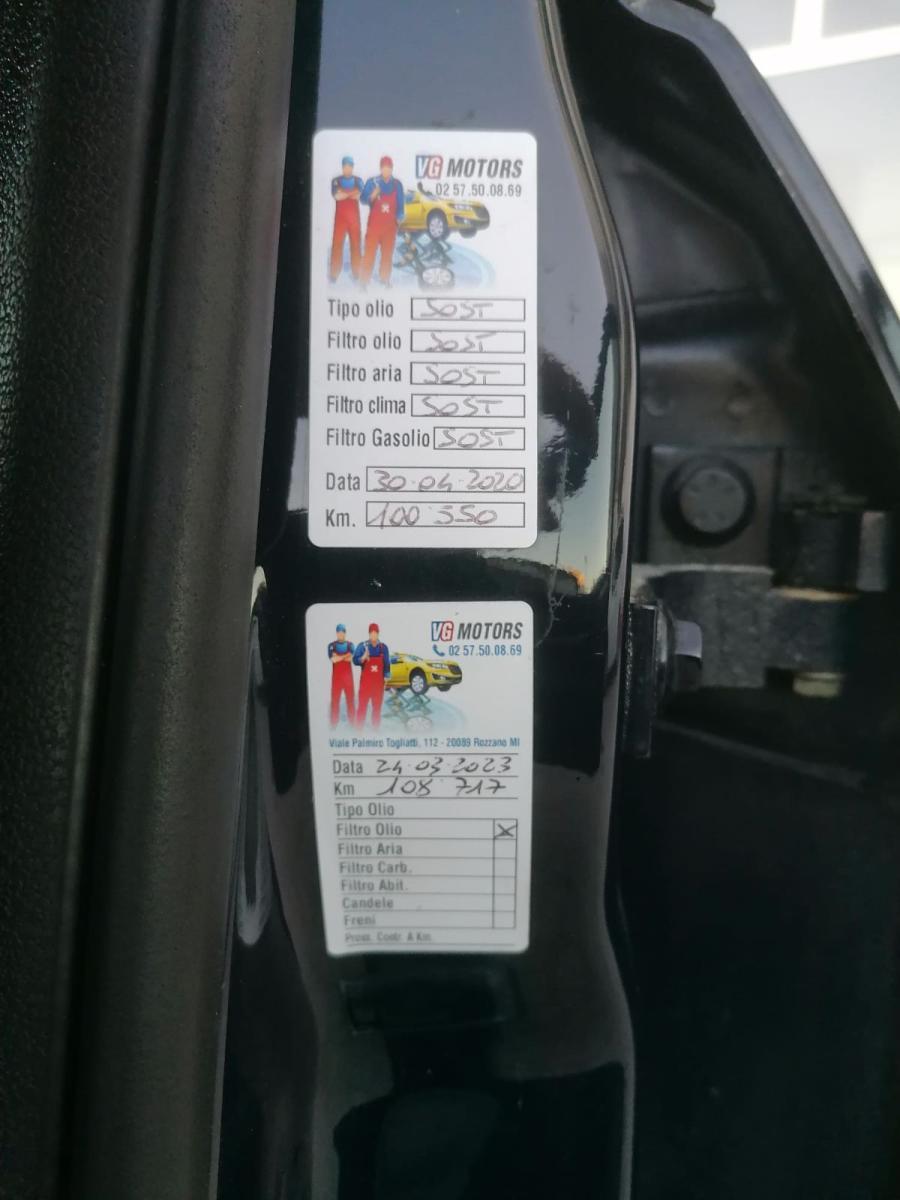 VG MOTORS
02 57.50.08.69
Tipo olio SOST
Filtro olio SOST
Filtro aria SOST
Filtro clima SOST
Filtro Gasolio SOST
Data 30.04.2020
Km. 100 550
VG MOTORS
02 57.50.08.69
Viale Palmiro Togliatti, 112 - 20089 Rozzano MI
Data 24.03.2023
Km 108 717
Tipo Olio
Filtro Olio X
Filtro Aria
Filtro Carb.
Filtro Abit.
Candele
Freni
Pross. Contr. A Km.